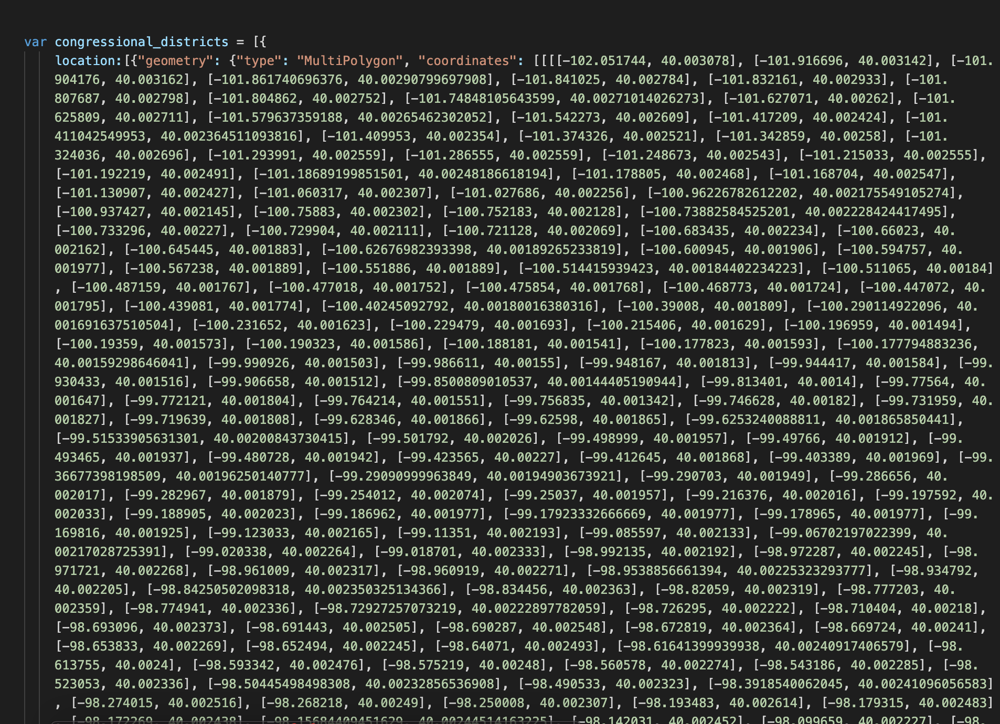 var congressional_districts = [{
location:[{"geometry": {"type": "MultiPolygon", "coordinates": [[[[-102.051744, 40.003078], [-101.916696, 40.003142], [-101.
904176, 40.003162], [-101.861740696376, 40.00290799697908], [-101.841025, 40.002784], [-101.832161, 40.002933], [-101.
807687, 40.002798], [-101.804862, 40.002752], [-101.74848105643599, 40.00271014026273], [-101.627071, 40.00262], [-101.
625809, 40.002711], [-101.579637359188, 40.00265462302052], [-101.542273, 40.002609], [-101.417209, 40.002424], [-101.
411042549953, 40.002364511093816], [-101.409953, 40.002354], [-101.374326, 40.002521], [-101.342859, 40.00258], [-101.
324036, 40.002696], [-101.293991, 40.002559], [-101.286555, 40.002559], [-101.248673, 40.002543], [-101.215033, 40.002555],
[-101.192219, 40.002491], [-101.18689199851501, 40.00248186618194], [-101.178805, 40.002468], [-101.168704, 40.002547],
[-101.130907, 40.002427], [-101.060317, 40.002307], [-101.027686, 40.002256], [-100.96226782612202, 40.002175549105274],
[-100.937427, 40.002145], [-100.75883, 40.002302], [-100.752183, 40.002128], [-100.73882584525201, 40.002228424417495],
[-100.733296, 40.00227], [-100.729904, 40.002111], [-100.721128, 40.002069], [-100.683435, 40.002234], [-100.66023, 40.
002162], [-100.645445, 40.001883], [-100.62676982393398, 40.00189265233819], [-100.600945, 40.001906], [-100.594757, 40.
001977], [-100.567238, 40.001889], [-100.551886, 40.001889], [-100.514415939423, 40.00184402234223], [-100.511065, 40.00184]
, [-100.487159, 40.001767], [-100.477018, 40.001752], [-100.475854, 40.001768], [-100.468773, 40.001724], [-100.447072, 40.
001795], [-100.439081, 40.001774], [-100.40245092792, 40.00180016380316], [-100.39008, 40.001809], [-100.290114922096, 40.
001691637510504], [-100.231652, 40.001623], [-100.229479, 40.001693], [-100.215406, 40.001629], [-100.196959, 40.001494],
[-100.19359, 40.001573], [-100.190323, 40.001586], [-100.188181, 40.001541], [-100.177823, 40.001593], [-100.177794883236,
40.00159298646041], [-99.990926, 40.001503], [-99.986611, 40.00155], [-99.948167, 40.001813], [-99.944417, 40.001584], [-99.
930433, 40.001516], [-99.906658, 40.001512], [-99.8500809010537, 40.00144405190944], [-99.813401, 40.0014], [-99.77564, 40.
001647], [-99.772121, 40.001804], [-99.764214, 40.001551], [-99.756835, 40.001342], [-99.746628, 40.00182], [-99.731959, 40.
001827], [-99.719639, 40.001808], [-99.628346, 40.001866], [-99.62598, 40.001865], [-99.6253240088811, 40.001865850441],
[-99.51533905631301, 40.00200843730415], [-99.501792, 40.002026], [-99.498999, 40.001957], [-99.49766, 40.001912], [-99.
493465, 40.001937], [-99.480728, 40.001942], [-99.423565, 40.00227], [-99.412645, 40.001868], [-99.403389, 40.001969], [-99.
36677398198509, 40.00196250140777], [-99.29090999963849, 40.00194903673921], [-99.290703, 40.001949], [-99.286656, 40.
002017], [-99.282967, 40.001879], [-99.254012, 40.002074], [-99.25037, 40.001957], [-99.216376, 40.002016], [-99.197592, 40.
002033], [-99.188905, 40.002023], [-99.186962, 40.001977], [-99.17923332666669, 40.001977], [-99.178965, 40.001977], [-99.
169816, 40.001925], [-99.123033, 40.002165], [-99.11351, 40.002193], [-99.085597, 40.002133], [-99.06702197022399, 40.
00217028725391], [-99.020338, 40.002264], [-99.018701, 40.002333], [-98.992135, 40.002192], [-98.972287, 40.002245], [-98.
971721, 40.002268], [-98.961009, 40.002317], [-98.960919, 40.002271], [-98.9538856661394, 40.00225323293777], [-98.934792,
40.002205], [-98.84250502098318, 40.002350325134366], [-98.834456, 40.002363], [-98.82059, 40.002319], [-98.777203, 40.
002359], [-98.774941, 40.002336], [-98.72927257073219, 40.00222897782059], [-98.726295, 40.002222], [-98.710404, 40.00218],
[-98.693096, 40.002373], [-98.691443, 40.002505], [-98.690287, 40.002548], [-98.672819, 40.002364], [-98.669724, 40.00241],
[-98.653833, 40.002269], [-98.652494, 40.002245], [-98.64071, 40.002493], [-98.61641399939938, 40.00240917406579], [-98.
613755, 40.0024], [-98.593342, 40.002476], [-98.575219, 40.00248], [-98.560578, 40.002274], [-98.543186, 40.002285], [-98.
523053, 40.002336], [-98.50445498498308, 40.00232856536908], [-98.490533, 40.002323], [-98.3918540062045, 40.00241096056583]
, [-98.274015, 40.002516], [-98.268218, 40.00249], [-98.250008, 40.002307], [-98.193483, 40.002614], [-98.179315, 40.002483]
[-98.142031, 40.002452], [-98.099659, 40.002227], [-98.